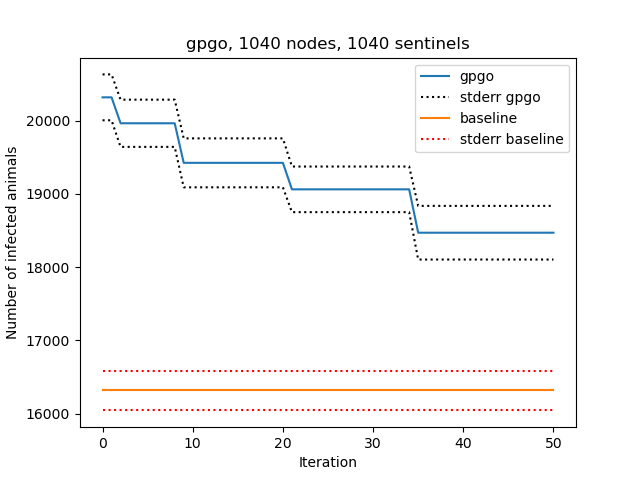 gpgo, 1040 nodes, 1040 sentinels
gpgo
stderr gpgo
baseline
stderr baseline
Number of infected animals
20000
19000
18000
17000
16000
0 10 20 30 40 50
Iteration